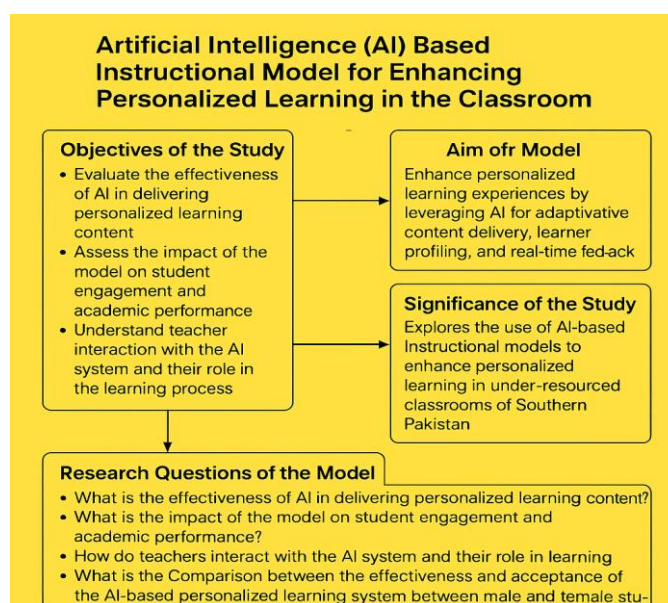 Artificial Intelligence (AI) Based
Instructional Model for Enhancing
Personalized Learning in the Classroom
Objectives of the Study
• Evaluate the effectiveness
of AI in delivering
personalized learning
content
• Assess the impact of the
model on student
engagement and
academic performance
• Understand teacher
interaction with the AI
system and their role in
the learning process
Aim ofr Model
Enhance personalized
learning experiences by
leveraging AI for adaptivative
content delivery, learner
profiling, and real-time fed-ack
Significance of the Study
Explores the use of AI-based
Instructional models to
enhance personalized
learning in under-resourced
classrooms of Southern
Pakistan
Research Questions of the Model
• What is the effectiveness of AI in delivering personalized learning content?
• What is the impact of the model on student engagement and
academic performance?
• How do teachers interact with the AI system and their role in learning
• What is the Comparison between the effectiveness and acceptance of
the AI-based personalized learning system between male and temale stu-